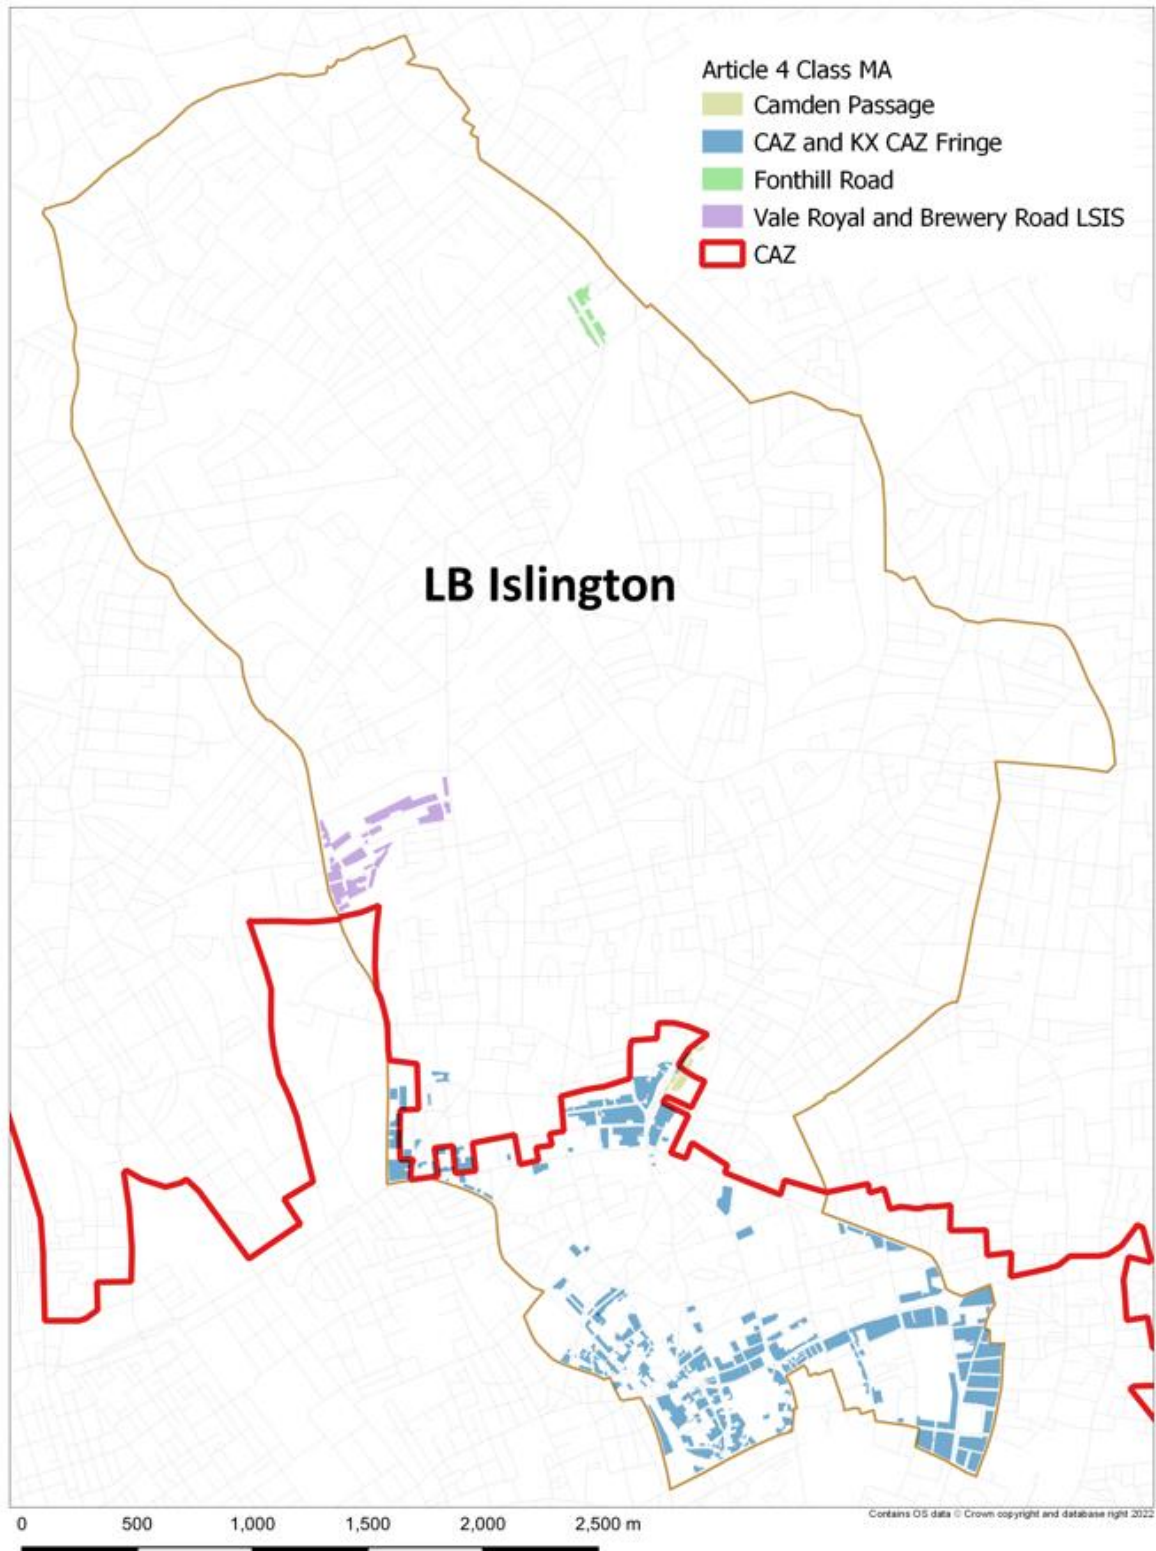 Article 4 Class MA
Camden Passage
CAZ and KX CAZ Fringe
Fonthill Road
Vale Royal and Brewery Road LSIS
CAZ
LB Islington
Contains OS data © Crown copyright and database right 2022
0 500 1,000 1,500 2,000 2,500 m